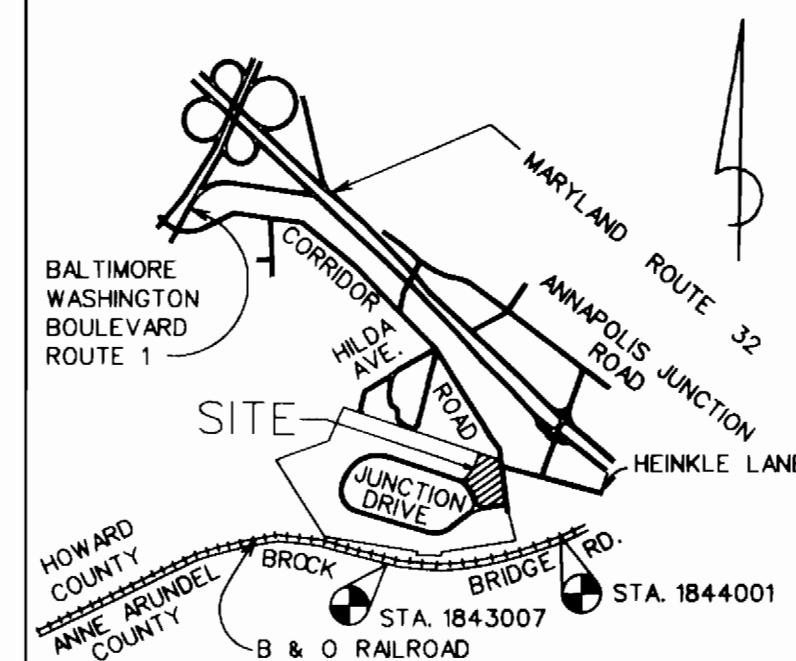 MARYLAND ROUTE 32
BALTIMORE
WASHINGTON
BOULEVARD
ROUTE 1
CORRIDOR
ROAD
ANNAPOLIS JUNCTION
ROAD
HILDA
AVE.
SITE
HEINKLE LANE
JUNCTION
DRIVE
HOWARD
COUNTY
ANNE ARUNDEL
COUNTY
BROCK BRIDGE RD.
STA. 1843007
STA. 1844001
B & O RAILROAD